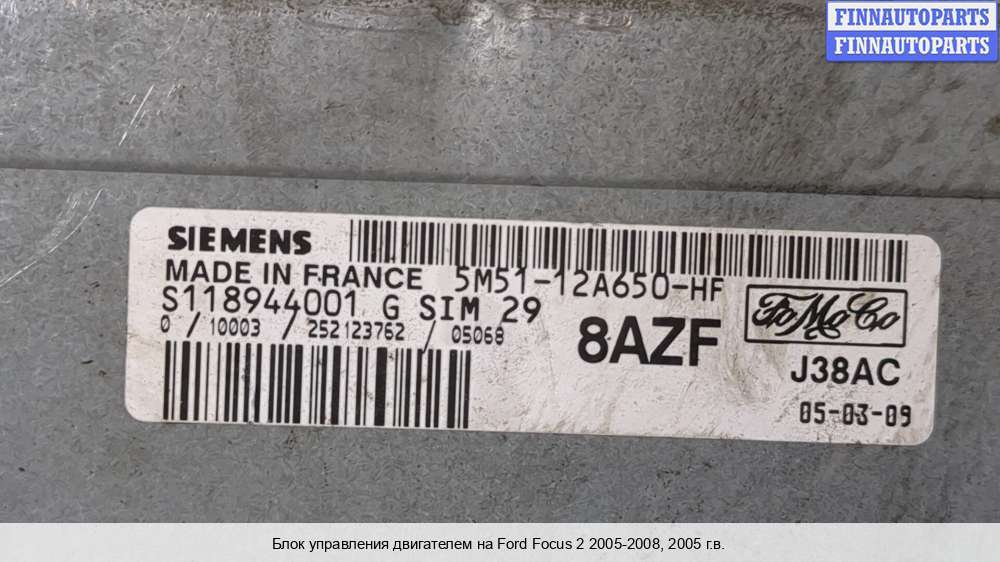 FINNAUTOPARTS
FINNAUTOPARTS
SIEMENS
MADE IN FRANCE 5M51-12A650-HF
S118944001 G SIM 29
0 / 10003 / 252123762 / 05068
8AZF
FoMoCo
J38AC
05-03-09
Блок управления двигателем на Ford Focus 2 2005-2008, 2005 г.в.